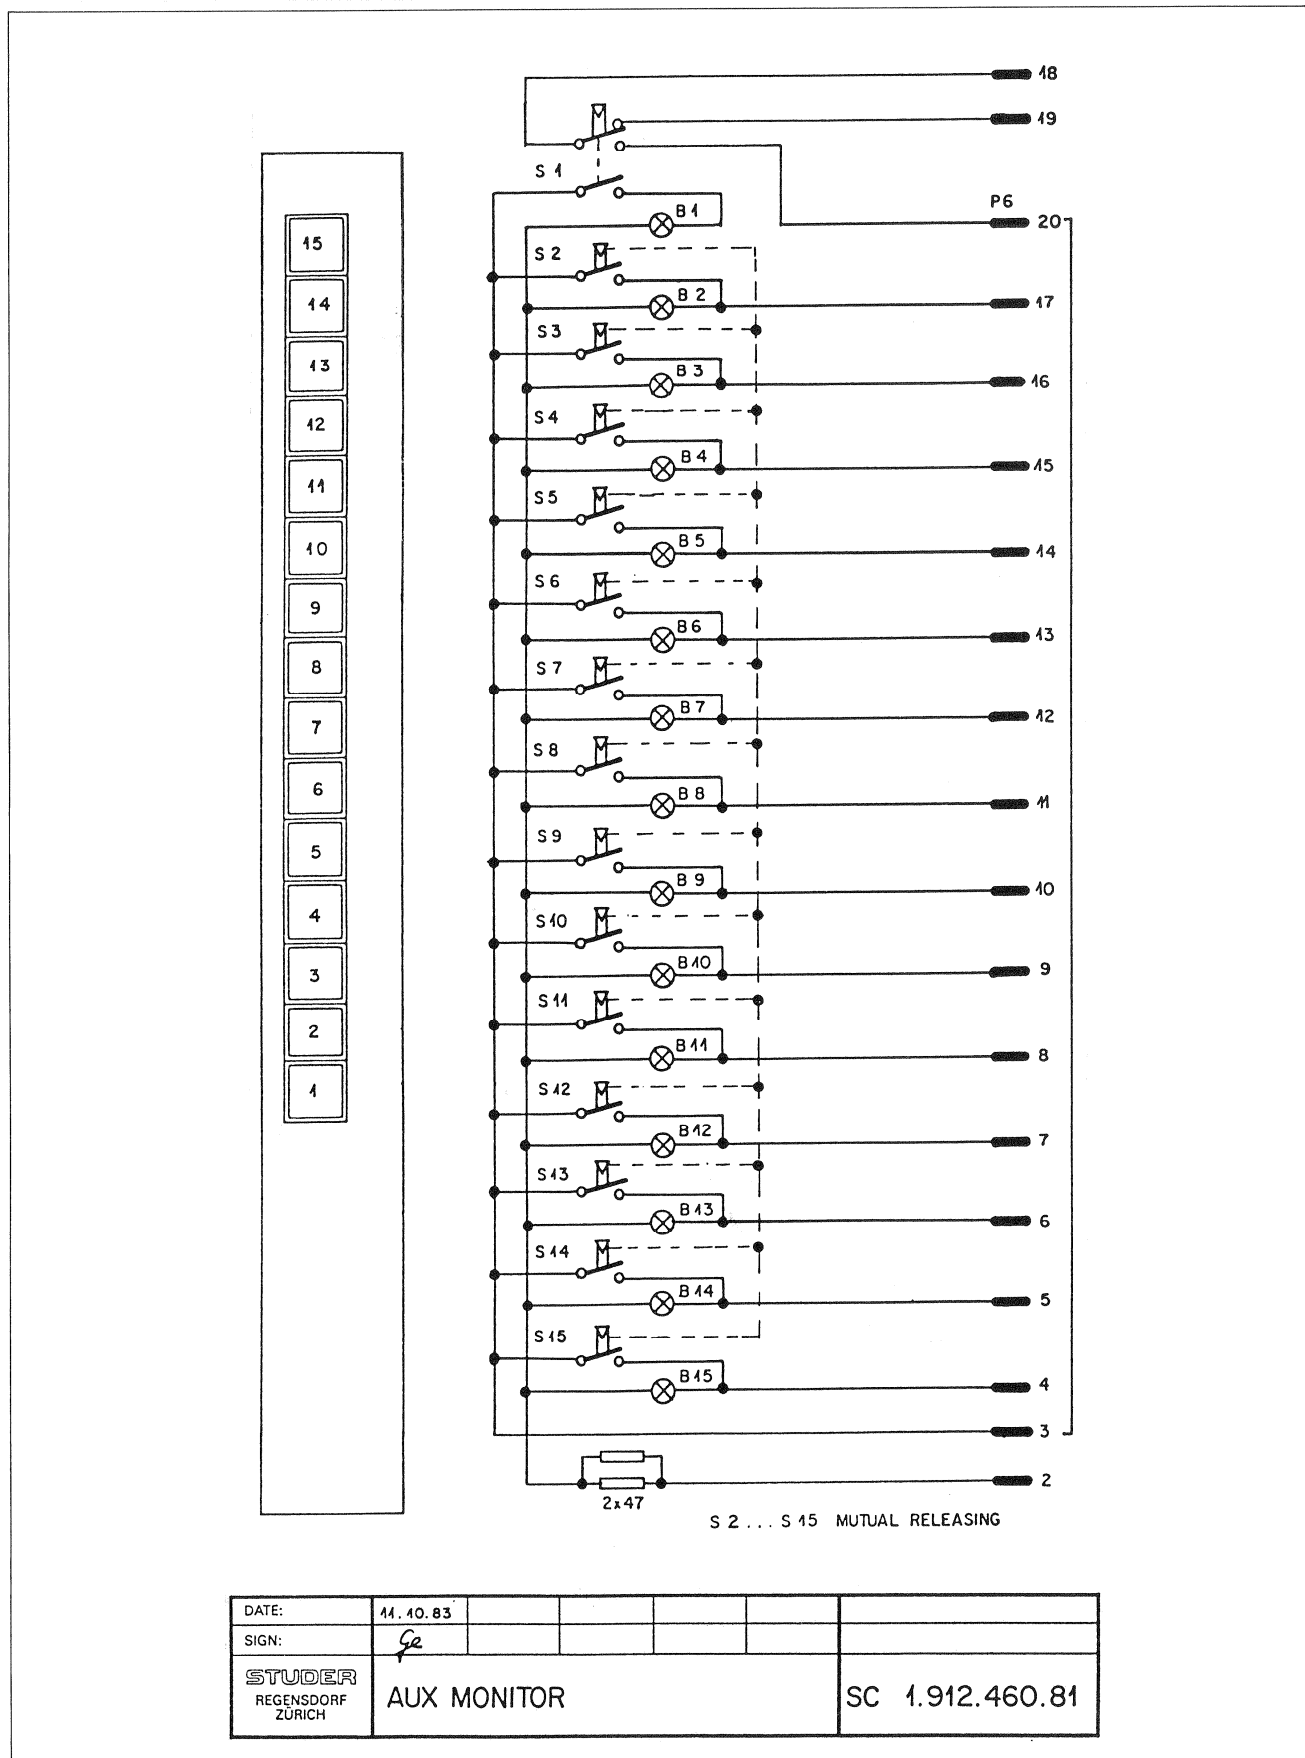 18
19
S 1
P6
B 1
20
15
S 2
14
B 2
17
S 3
13
B 3
16
12
S 4
B 4
15
11
S 5
10
B 5
14
S 6
9
B 6
13
8
S 7
7
B 7
12
S 8
6
B 8
11
5
S 9
B 9
10
4
S 10
3
B 10
9
S 11
2
B 11
8
1
S 12
B 12
7
S 13
B 13
6
S 14
B 14
5
S 15
B 15
4
3
2
2x47
S 2 ... S 15 MUTUAL RELEASING
DATE: 11.10.83
SIGN: Ge
STUDER
REGENSDORF
ZÜRICH
AUX MONITOR
SC 1.912.460.81